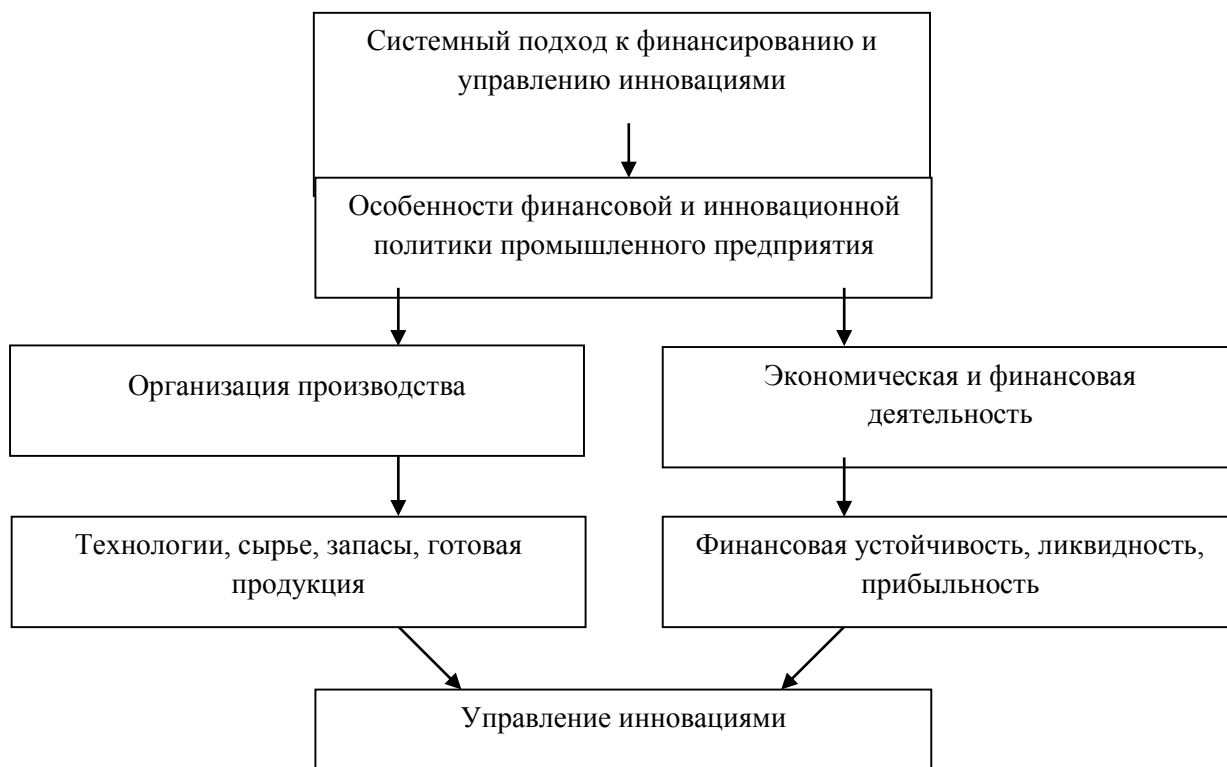 Системный подход к финансированию и
управлению инновациями
Особенности финансовой и инновационной
политики промышленного предприятия
Организация производства
Экономическая и финансовая
деятельность
Технологии, сырье, запасы, готовая
продукция
Финансовая устойчивость, ликвидность,
прибыльность
Управление инновациями